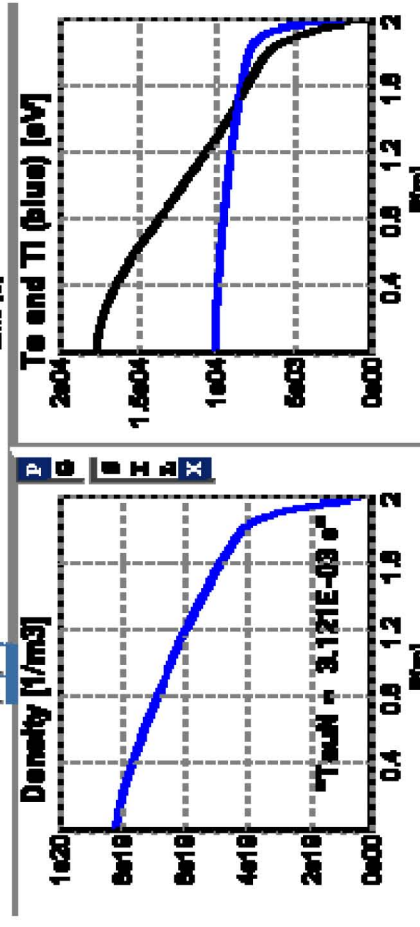 Density [1/m3]
1e20
8e19
6e19
4e19
2e19
0e00
"TauN = 3.121E-03 s"
0.4
0.8
1.2
1.6
2
P
X
Te and Ti (blue) [eV]
2e04
1.5e04
1e04
5e03
0e00
0.4
0.8
1.2
1.6
2